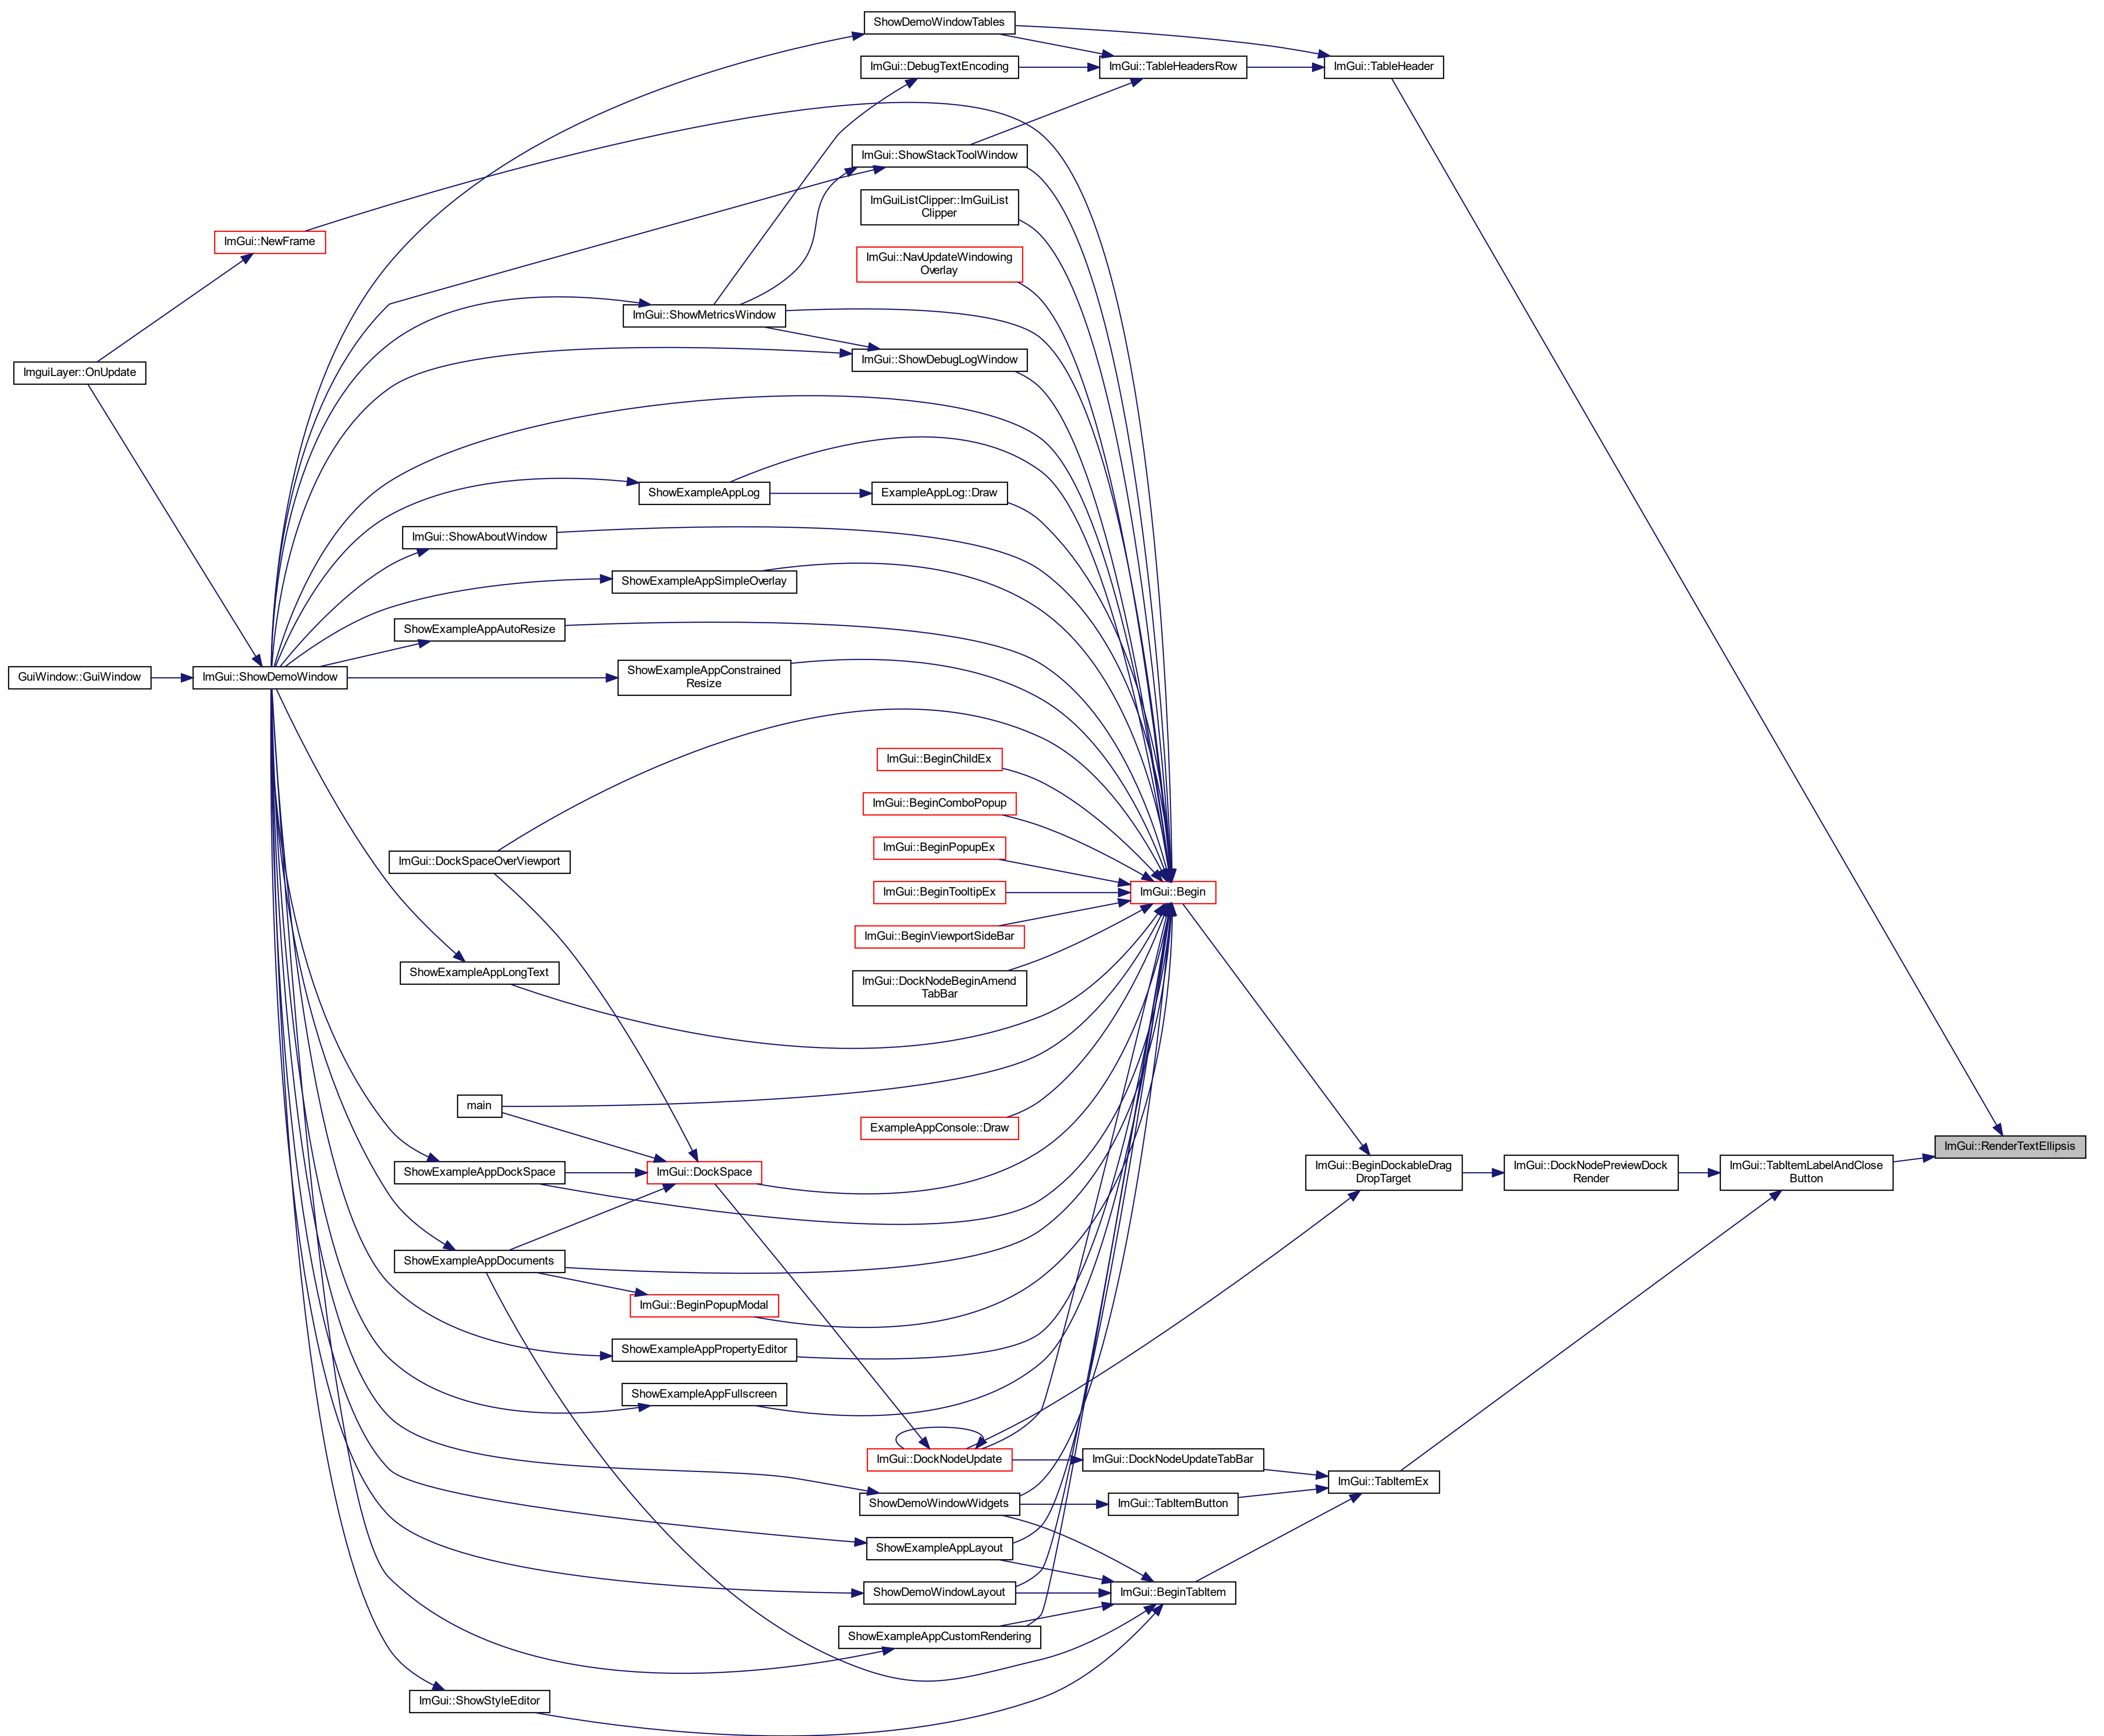 ShowDemoWindowTables
ImGui::DebugTextEncoding
ImGui::TableHeadersRow
ImGui::TableHeader
ImGui::ShowStackToolWindow
ImGuiListClipper::ImGuiList
Clipper
ImGui::NewFrame
ImGui::NavUpdateWindowing
Overlay
ImGui::ShowMetricsWindow
ImGui::ShowDebugLogWindow
ImguiLayer::OnUpdate
ShowExampleAppLog
ExampleAppLog::Draw
ImGui::ShowAboutWindow
ShowExampleAppSimpleOverlay
ShowExampleAppAutoResize
GuiWindow::GuiWindow
ImGui::ShowDemoWindow
ShowExampleAppConstrained
Resize
ImGui::BeginChildEx
ImGui::BeginComboPopup
ImGui::BeginPopupEx
ImGui::DockSpaceOverViewport
ImGui::BeginTooltipEx
ImGui::Begin
ImGui::BeginViewportSideBar
ShowExampleAppLongText
ImGui::DockNodeBeginAmend
TabBar
main
ExampleAppConsole::Draw
ImGui::RenderTextEllipsis
ShowExampleAppDockSpace
ImGui::DockSpace
ImGui::BeginDockableDrag
DropTarget
ImGui::DockNodePreviewDock
Render
ImGui::TabItemLabelAndClose
Button
ShowExampleAppDocuments
ImGui::BeginPopupModal
ShowExampleAppPropertyEditor
ShowExampleAppFullscreen
ImGui::DockNodeUpdate
ImGui::DockNodeUpdateTabBar
ImGui::TabItemEx
ShowDemoWindowWidgets
ImGui::TabItemButton
ShowExampleAppLayout
ShowDemoWindowLayout
ImGui::BeginTabItem
ShowExampleAppCustomRendering
ImGui::ShowStyleEditor